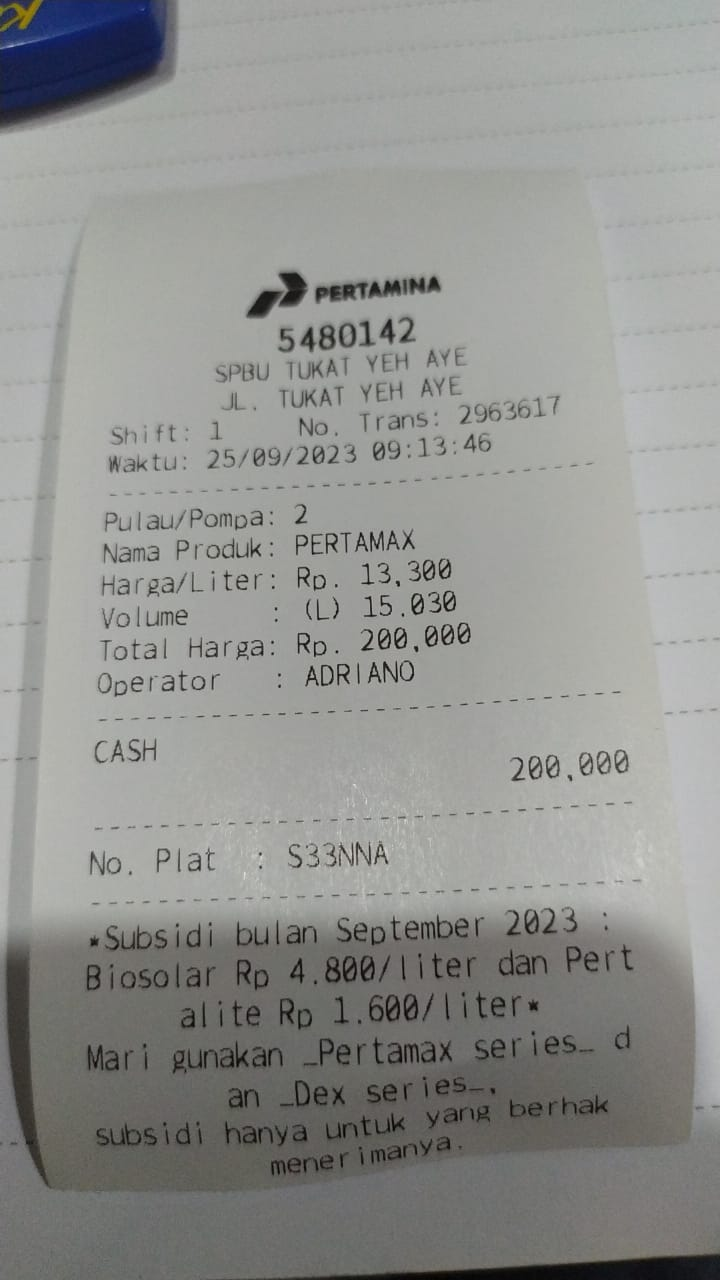 PERTAMINA
5480142
SPBU TUKAT YEH AYE
JL. TUKAT YEH AYE
Shift: 1 No. Trans: 2963617
Waktu: 25/09/2023 09:13:46
Pulau/Pompa: 2
Nama Produk: PERTAMAX
Harga/Liter: Rp. 13,300
Volume : (L) 15.030
Total Harga: Rp. 200,000
Operator : ADRIANO
CASH
200,000
No. Plat : S33NNA
*Subsidi bulan September 2023 :
Biosolar Rp 4.800/liter dan Pert
alite Rp 1.600/liter*
Mari gunakan _Pertamax series_ d
an _Dex series_.
subsidi hanya untuk yang berhak
menerimanya.